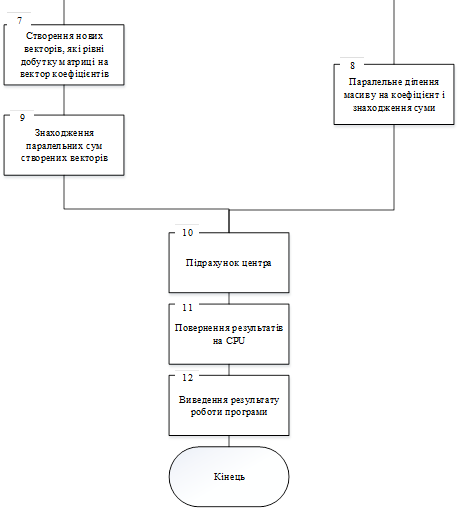 7
Створення нових
векторів, які рівні
добутку матриці на
вектор коефіцієнтів
8
Паралельне ділення
масиву на коефіцієнт і
знаходження суми
9
Знаходження
паралельних сум
створених векторів
10
Підрахунок центра
11
Повернення результатів
на CPU
12
Виведення результату
роботи програми
Кінець